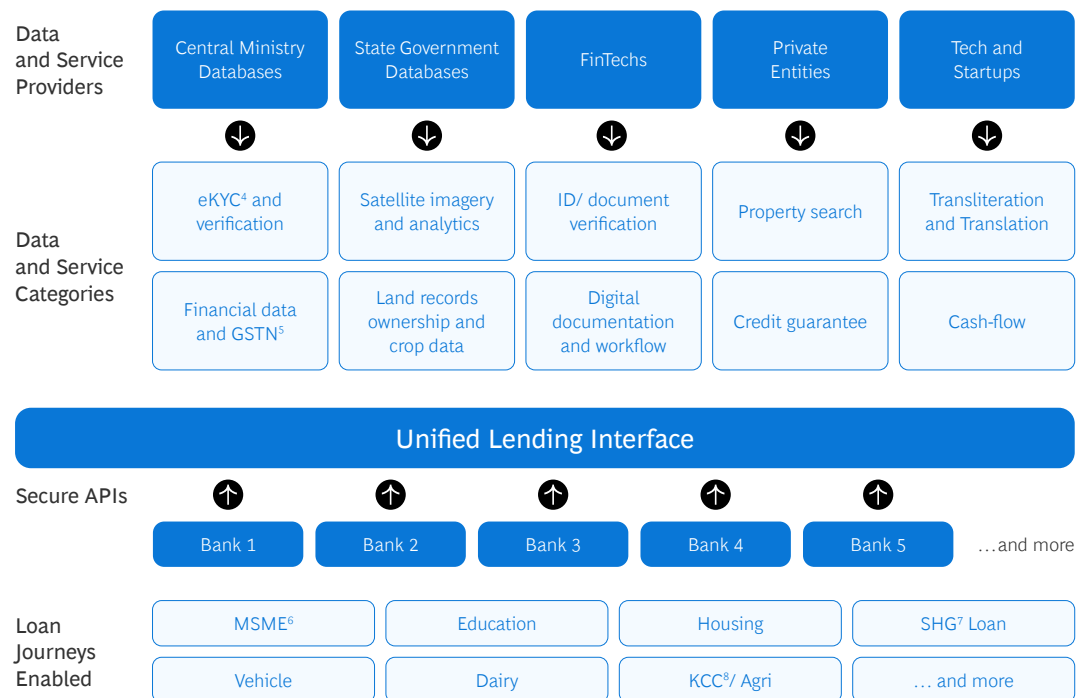 Data
and Service
Providers
Central Ministry
Databases
State Government
Databases
FinTechs
Private
Entities
Tech and
Startups
Data
and Service
Categories
eKYC⁴ and
verification
Satellite imagery
and analytics
ID/ document
verification
Property search
Transliteration
and Translation
Financial data
and GSTN⁵
Land records
ownership and
crop data
Digital
documentation
and workflow
Credit guarantee
Cash-flow
Unified Lending Interface
Secure APIs
Bank 1
Bank 2
Bank 3
Bank 4
Bank 5
...and more
Loan
Journeys
Enabled
MSME⁶
Education
Housing
SHG⁷ Loan
Vehicle
Dairy
KCC⁸/ Agri
... and more